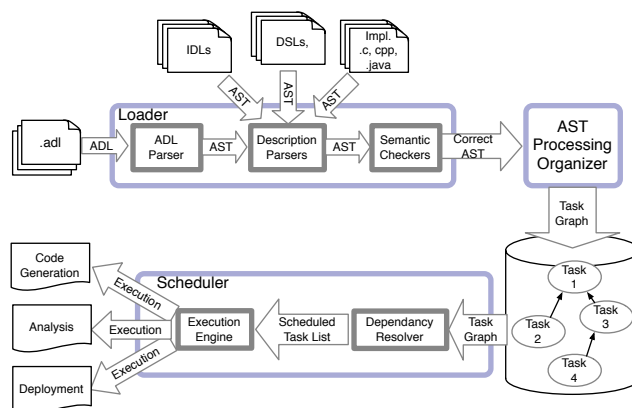 IDLs
DSLs,
Impl.
.c, cpp,
.java
AST
AST
AST
Loader
.adl
ADL
ADL
Parser
AST
Description
Parsers
AST
Semantic
Checkers
Correct
AST
AST
Processing
Organizer
Task
Graph
Code
Generation
Analysis
Deployment
Execution
Execution
Execution
Scheduler
Execution
Engine
Scheduled
Task List
Dependancy
Resolver
Task
Graph
Task
1
Task
2
Task
3
Task
4